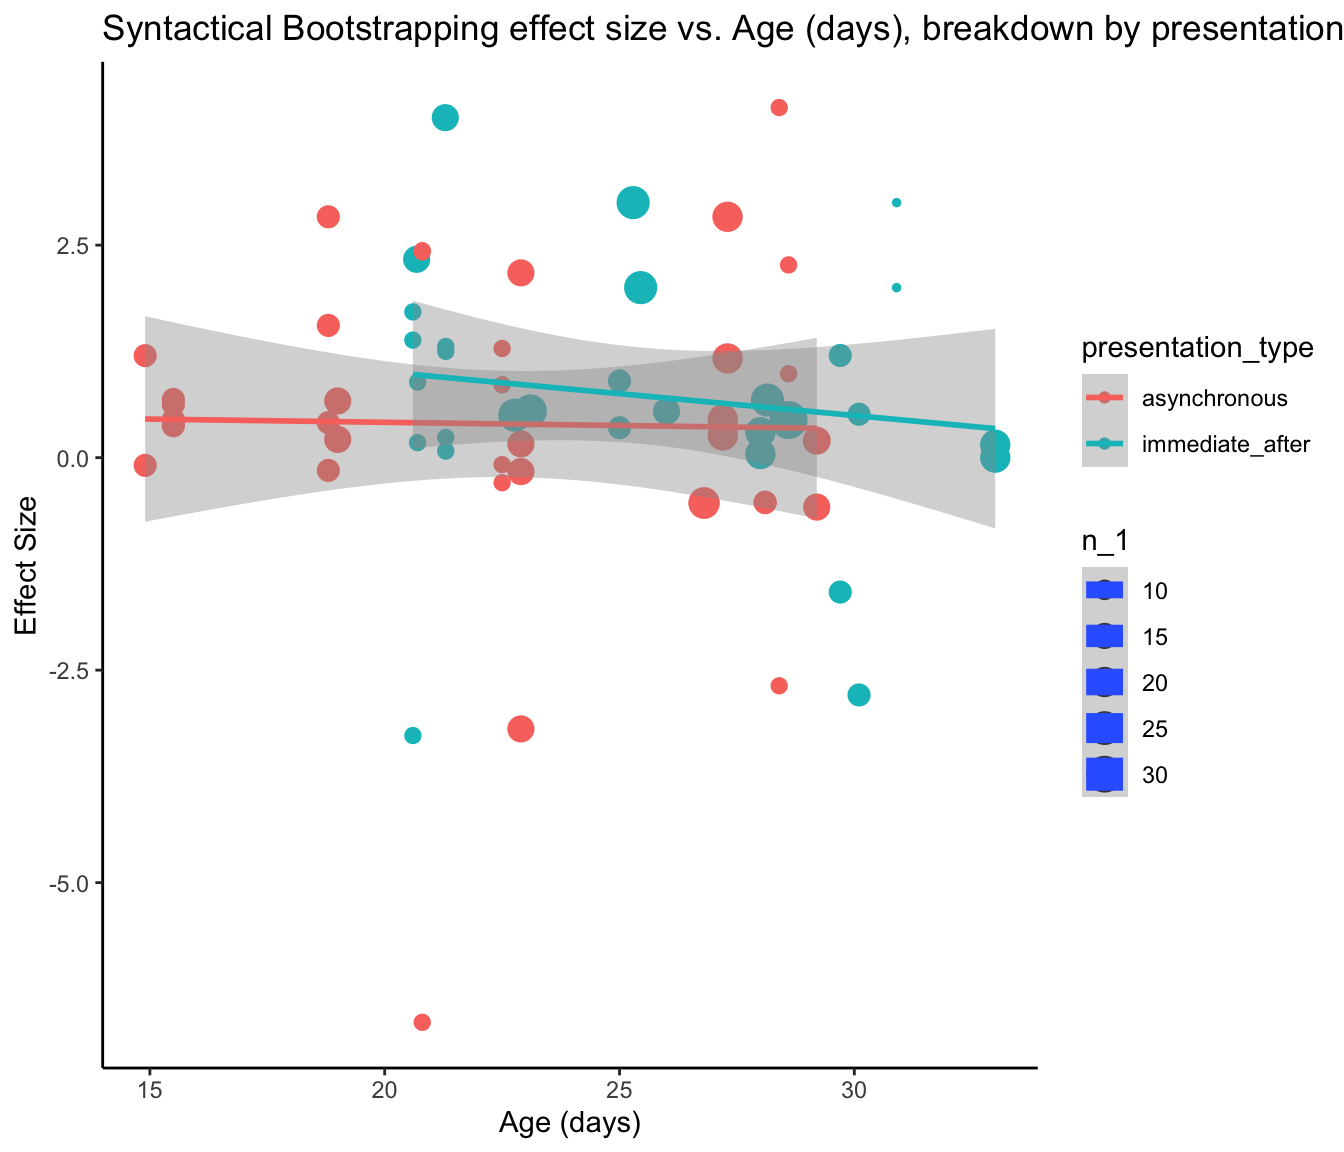 Syntactical Bootstrapping effect size vs. Age (days), breakdown by presentation
Effect Size
2.5
0.0
-2.5
-5.0
15
20
25
30
Age (days)
presentation_type
asynchronous
immediate_after
n_1
10
15
20
25
30